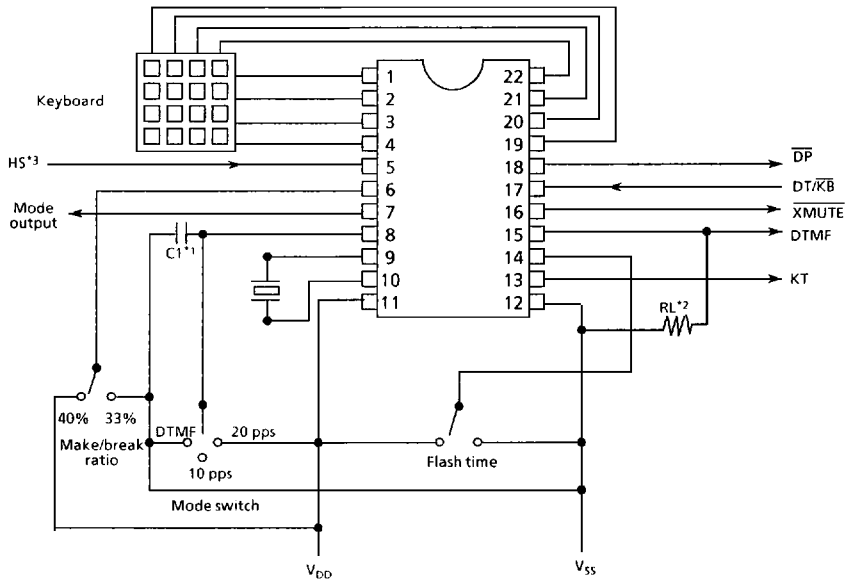 Keyboard
HS*3
Mode
output
C1*1
1
2
3
4
5
6
7
8
9
10
11
22
21
20
19
18
17
16
15
14
13
12
DP
DT/KB
XMUTE
DTMF
KT
RL*2
40%
33%
Make/break
ratio
DTMF
20 pps
10 pps
Mode switch
Flash time
VDD
VSS